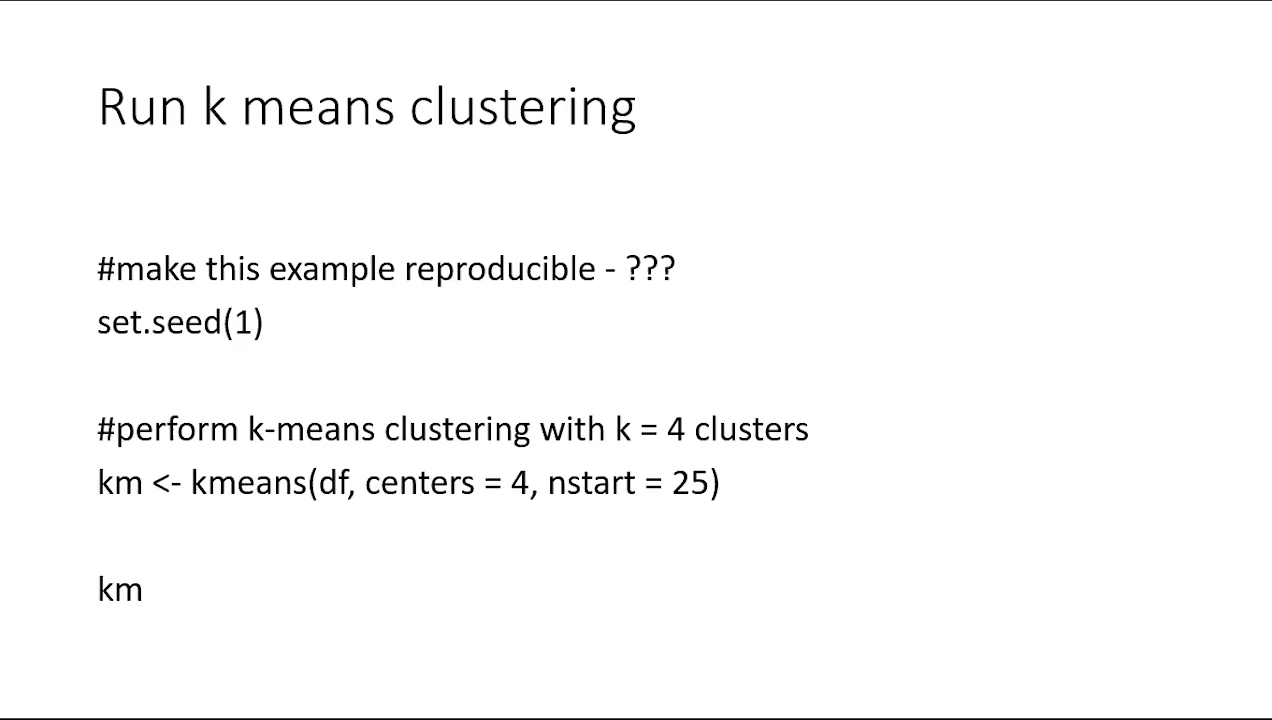 Run k means clustering
#make this example reproducible - ???
set.seed(1)
#perform k-means clustering with k = 4 clusters
km <- kmeans(df, centers = 4, nstart = 25)
km